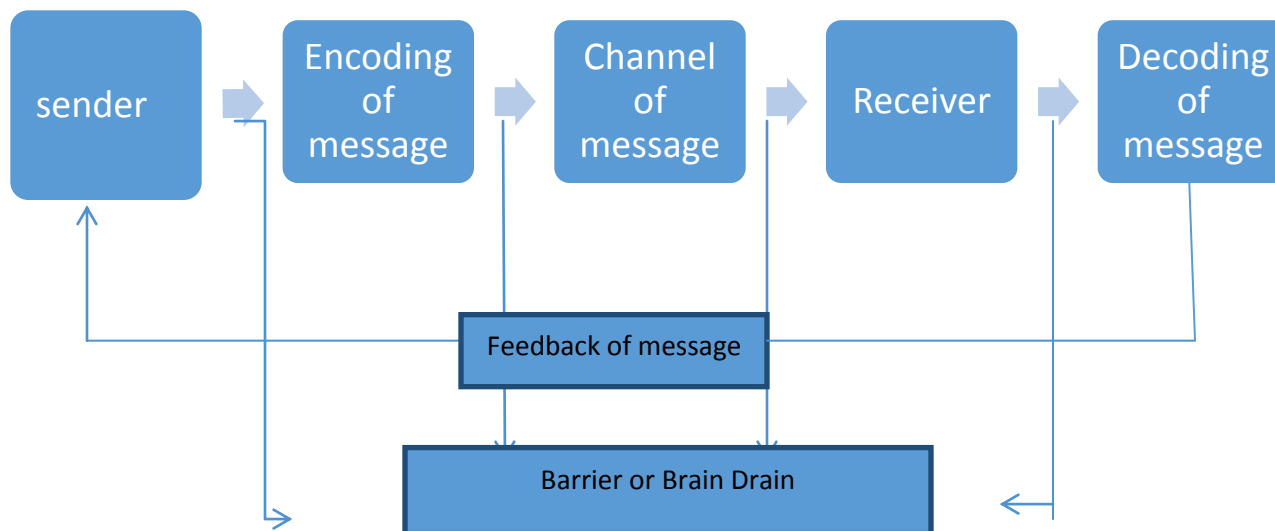 sender
Encoding
of
message
Channel
of
message
Receiver
Decoding
of
message
Feedback of message
Barrier or Brain Drain